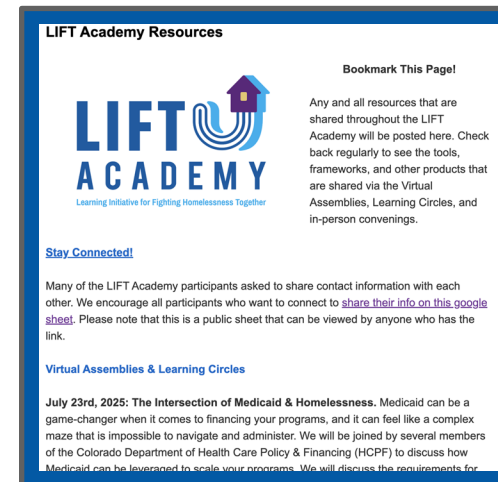 LIFT Academy Resources
LIFT
ACADEMY
Learning Initiative for Fighting Homelessness Together
Bookmark This Page!
Any and all resources that are
shared throughout the LIFT
Academy will be posted here. Check
back regularly to see the tools,
frameworks, and other products that
are shared via the Virtual
Assemblies, Learning Circles, and
in-person convenings.
Stay Connected!
Many of the LIFT Academy participants asked to share contact information with each
other. We encourage all participants who want to connect to share their info on this google
sheet. Please note that this is a public sheet that can be viewed by anyone who has the
link.
Virtual Assemblies & Learning Circles
July 23rd, 2025: The Intersection of Medicaid & Homelessness. Medicaid can be a
game-changer when it comes to financing your programs, and it can feel like a complex
maze that is impossible to navigate and administer. We will be joined by several members
of the Colorado Department of Health Care Policy & Financing (HCPF) to discuss how
Medicaid can be leveraged to scale your programs. We will discuss the requirements for